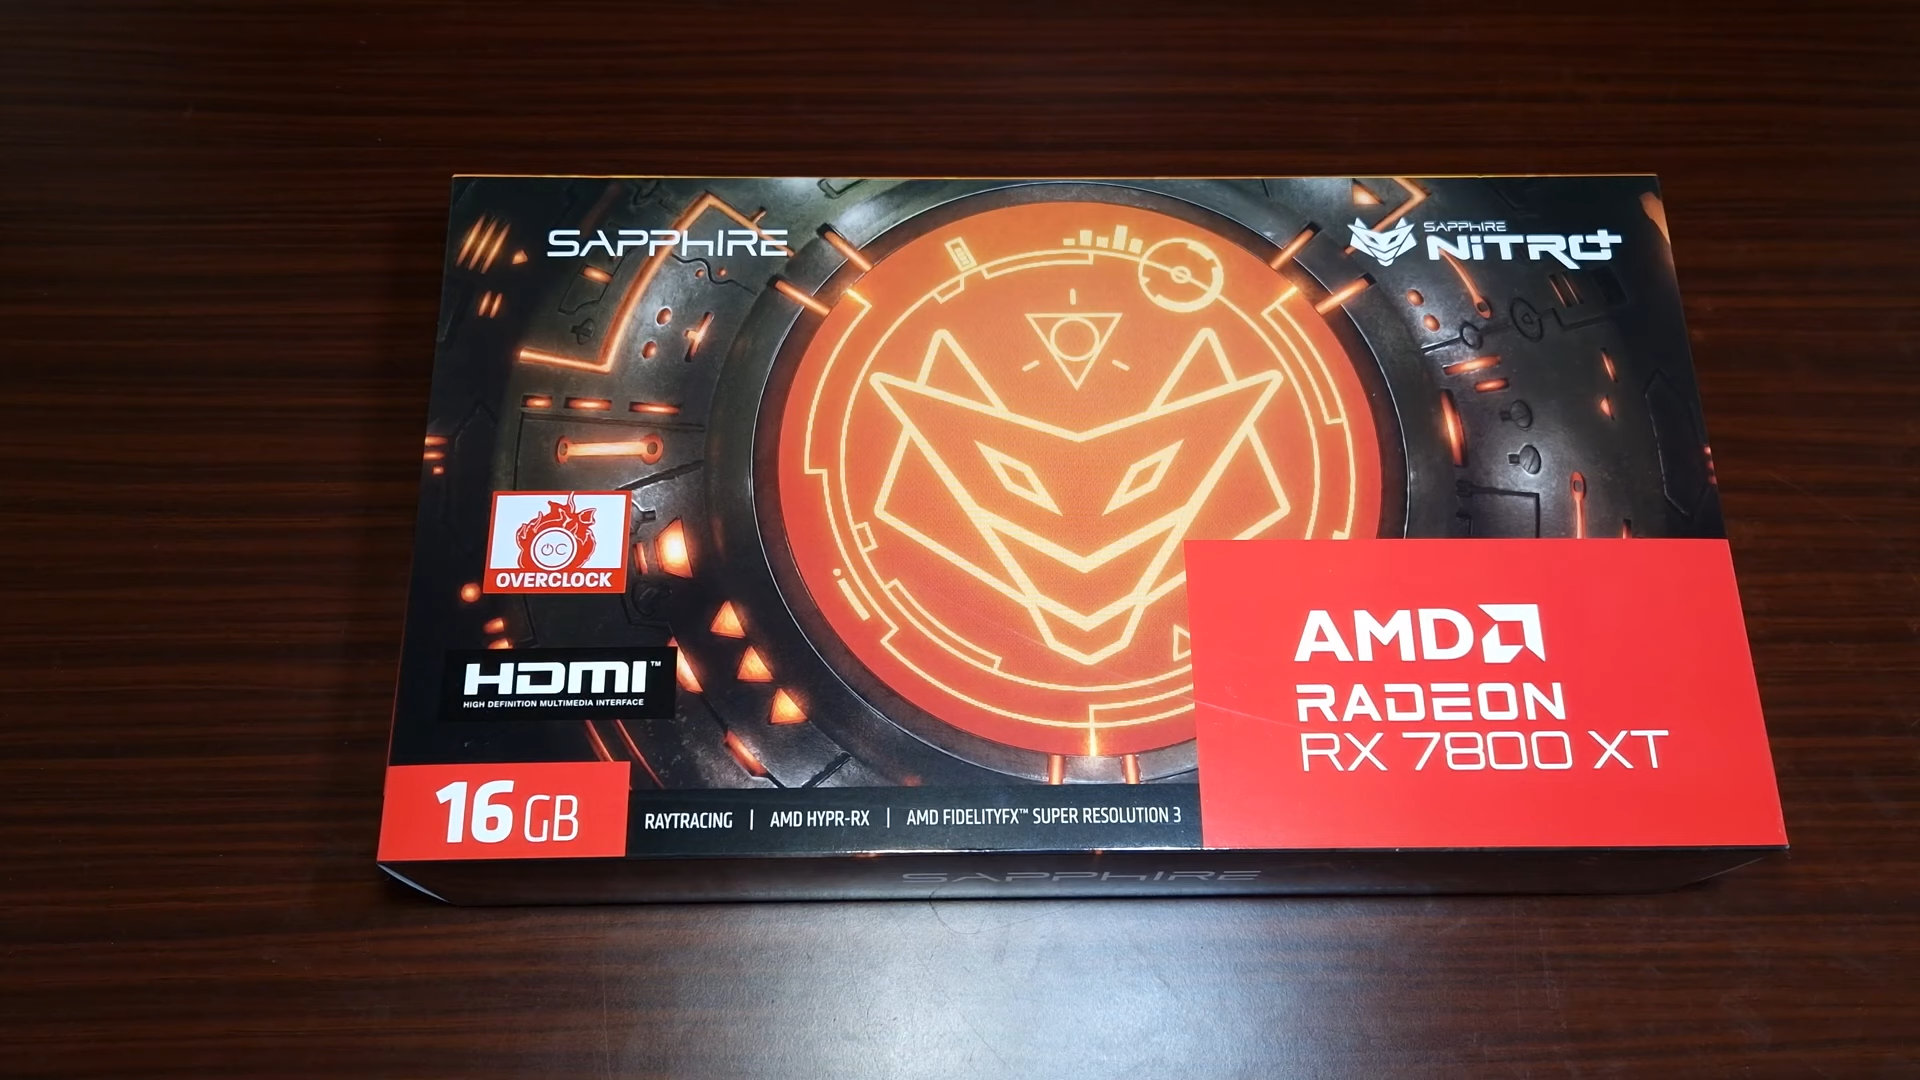 SAPPHIRE
SAPPHIRE
NITRO+
OC
OVERCLOCK
HDMI™
HIGH DEFINITION MULTIMEDIA INTERFACE
AMD
RADEON
RX 7800 XT
16 GB
RAYTRACING | AMD HYPR-RX | AMD FIDELITYFX™ SUPER RESOLUTION 3
SAPPHIRE